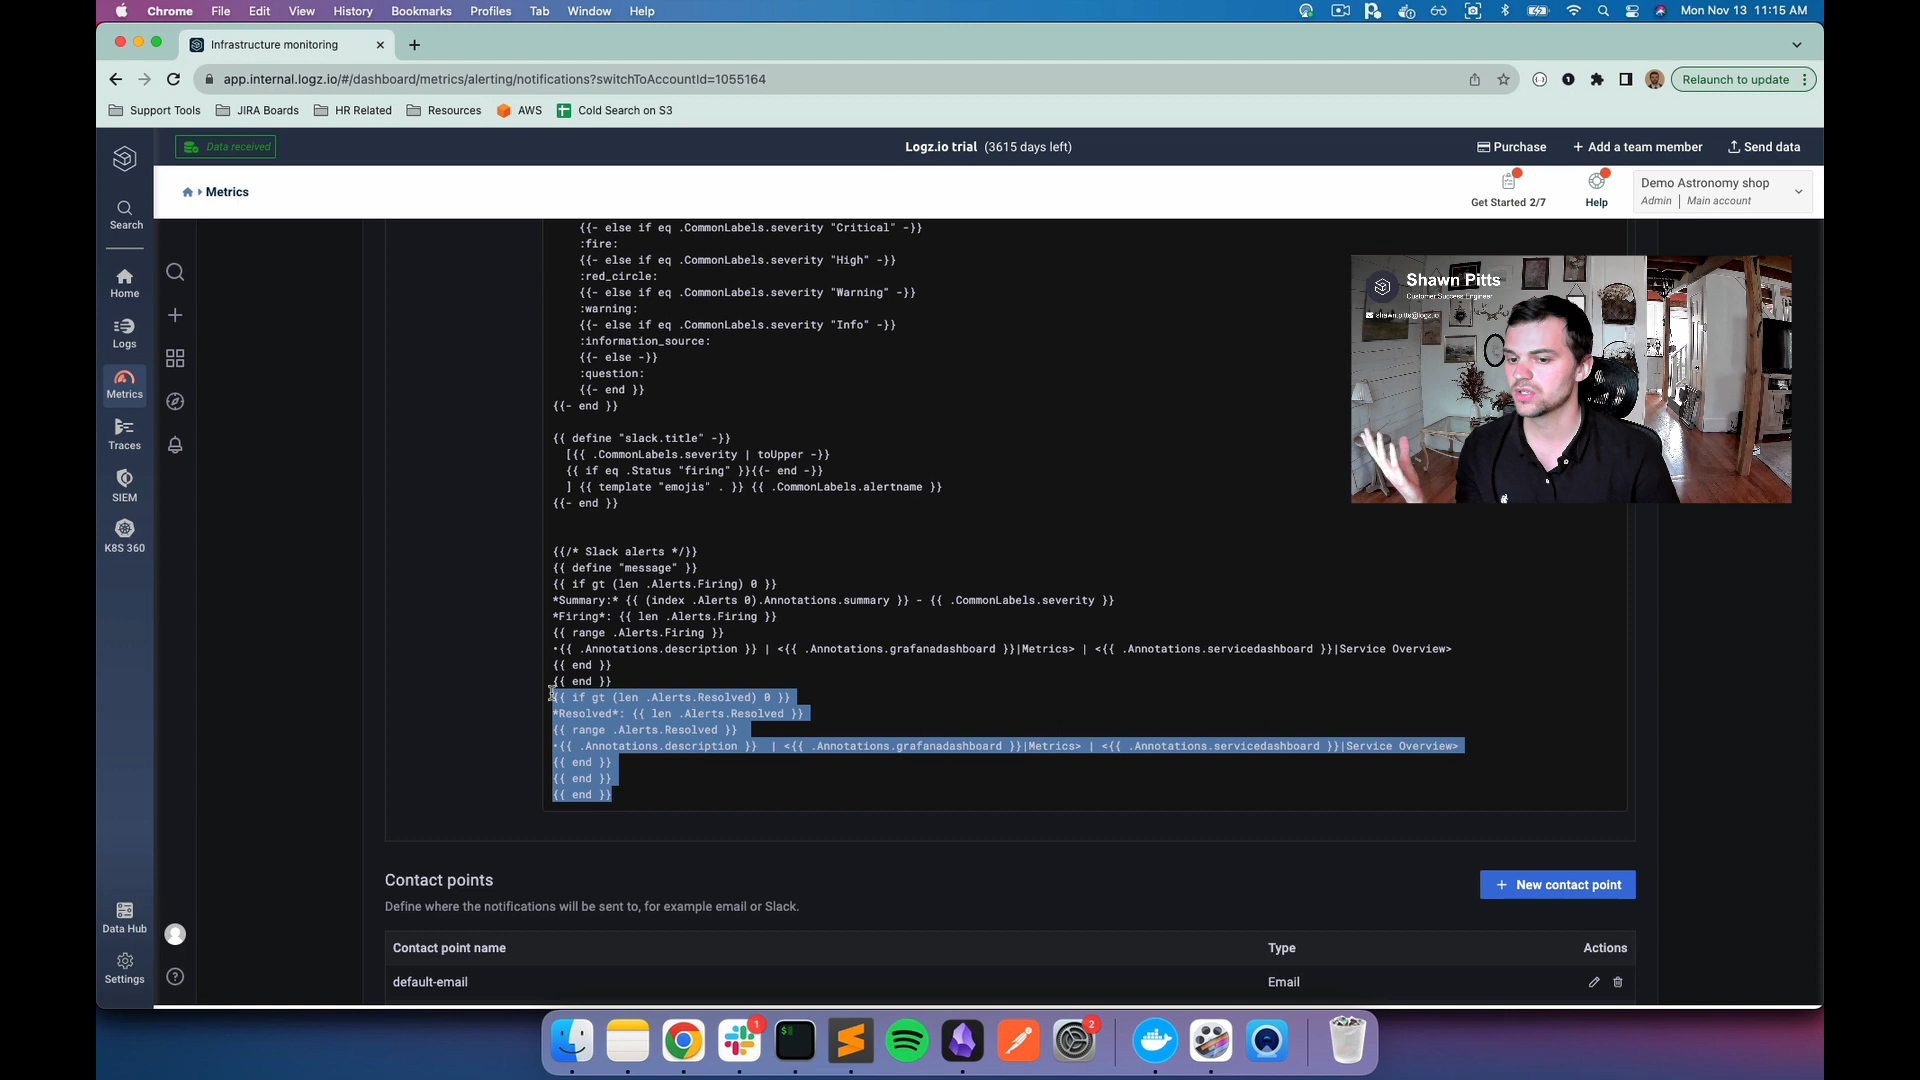 Chrome File Edit View History Bookmarks Profiles Tab Window Help
Mon Nov 13 11:15 AM
Infrastructure monitoring
app.internal.logz.io/#/dashboard/metrics/alerting/notifications?switchToAccountId=1055164
Relaunch to update
Support Tools JIRA Boards HR Related Resources AWS Cold Search on S3
Data received
Logz.io trial (3615 days left)
Purchase + Add a team member Send data
Metrics
Get Started 2/7
Help
Demo Astronomy shop
Admin | Main account
Search
Home
Logs
Metrics
Traces
SIEM
K8S 360
Data Hub
Settings
{{- else if eq .CommonLabels.severity "Critical" -}}
:fire:
{{- else if eq .CommonLabels.severity "High" -}}
:red_circle:
{{- else if eq .CommonLabels.severity "Warning" -}}
:warning:
{{- else if eq .CommonLabels.severity "Info" -}}
:information_source:
{{- else -}}
:question:
{{- end }}
{{- end }}
{{ define "slack.title" -}}
[{{ .CommonLabels.severity | toUpper -}}
{{ if eq .Status "firing" }}{{- end -}}
] {{ template "emojis" . }} {{ .CommonLabels.alertname }}
{{- end }}
{{/* Slack alerts */}}
{{ define "message" }}
{{ if gt (len .Alerts.Firing) 0 }}
*Summary:* {{ (index .Alerts 0).Annotations.summary }} - {{ .CommonLabels.severity }}
*Firing*: {{ len .Alerts.Firing }}
{{ range .Alerts.Firing }}
•{{ .Annotations.description }} | <{{ .Annotations.grafanadashboard }}|Metrics> | <{{ .Annotations.servicedashboard }}|Service Overview>
{{ end }}
{{ end }}
{{ if gt (len .Alerts.Resolved) 0 }}
*Resolved*: {{ len .Alerts.Resolved }}
{{ range .Alerts.Resolved }}
•{{ .Annotations.description }}  | <{{ .Annotations.grafanadashboard }}|Metrics> | <{{ .Annotations.servicedashboard }}|Service Overview>
{{ end }}
{{ end }}
{{ end }}
Shawn Pitts
Customer Success Engineer
shawn.pitts@logz.io
Contact points
+ New contact point
Define where the notifications will be sent to, for example email or Slack.
Contact point name Type Actions
default-email Email
1
2